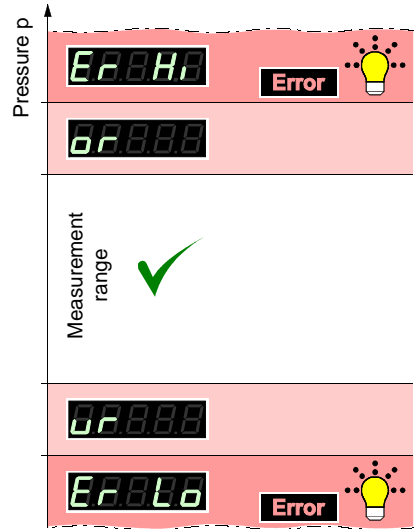 Pressure p
Er Hi
Error
or
Measurement
range
ur
Er Lo
Error